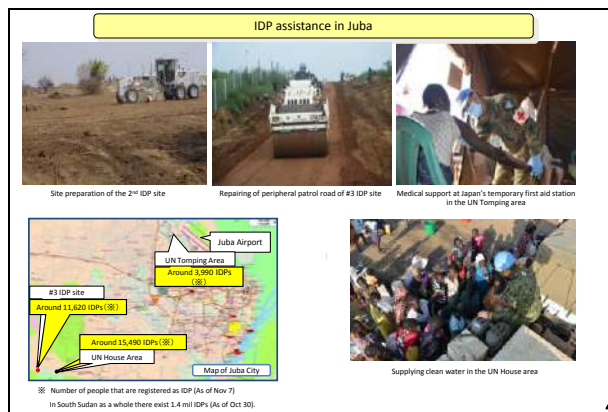 IDP assistance in Juba
Site preparation of the 2nd IDP site
Repairing of peripheral patrol road of #3 IDP site
Medical support at Japan's temporary first aid station
in the UN Tomping area
Juba Airport
UN Tomping Area
Around 3,990 IDPs
(※)
#3 IDP site
Around 11,620 IDPs(※)
Around 15,490 IDPs(※)
UN House Area
Map of Juba City
Supplying clean water in the UN House area
※ Number of people that are registered as IDP (As of Nov 7)
In South Sudan as a whole there exist 1.4 mil IDPs (As of Oct 30).